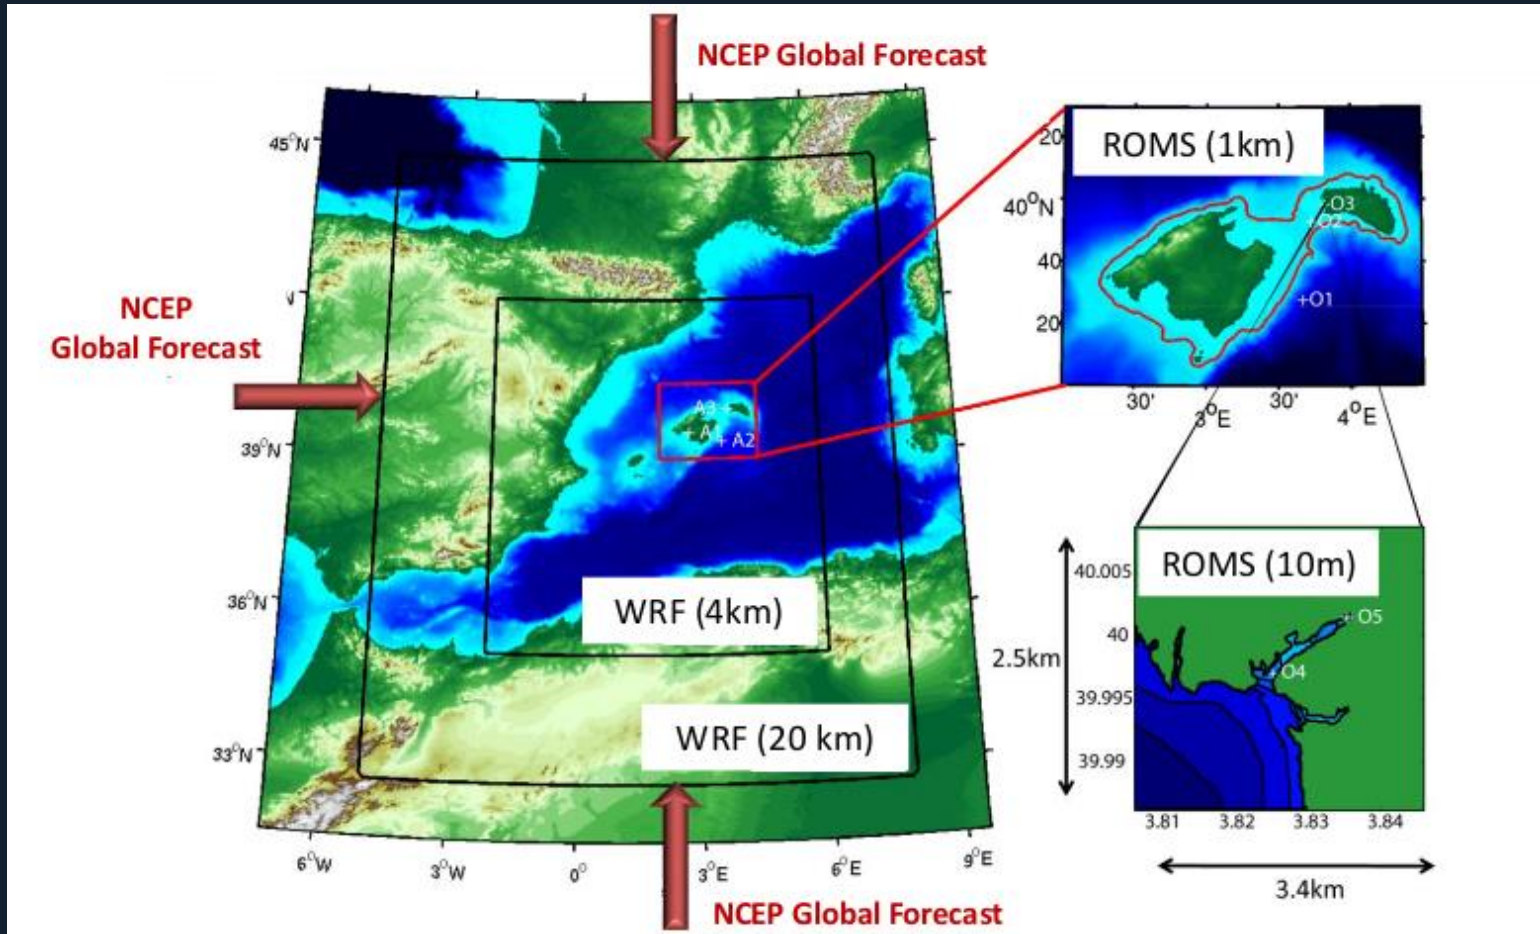 NCEP Global Forecast
45°N
NCEP
Global Forecast
39°N
36°N
33°N
6°W
3°W
0°
3°E
6°E
9°E
A3 +
+ A1
+ A2
WRF (4km)
WRF (20 km)
NCEP Global Forecast
ROMS (1km)
20
40°N
40
20
30'
3°E
30'
4°E
O3
O2
+O1
ROMS (10m)
40.005
40
39.995
39.99
3.81
3.82
3.83
3.84
O5
O4
2.5km
3.4km